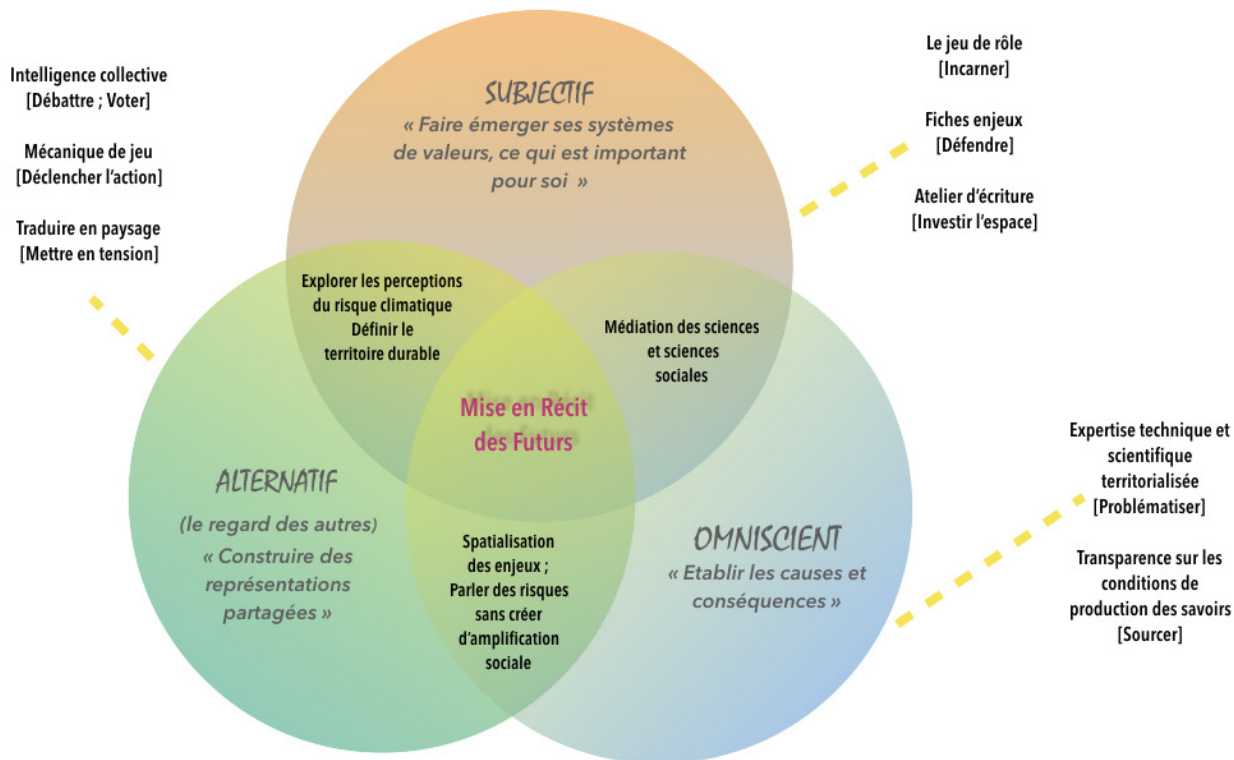 Intelligence collective
[Débattre ; Voter]
Mécanique de jeu
[Déclencher l'action]
Traduire en paysage
[Mettre en tension]
SUBJECTIF
« Faire émerger ses systèmes
de valeurs, ce qui est important
pour soi »
Le jeu de rôle
[Incarner]
Fiches enjeux
[Défendre]
Atelier d'écriture
[Investir l'espace]
Explorer les perceptions
du risque climatique
Définir le
territoire durable
Médiation des sciences
et sciences
sociales
Mise en Récit
des Futurs
ALTERNATIF
(le regard des autres)
« Construire des
représentations
partagées »
Spatialisation
des enjeux ;
Parler des risques
sans créer
d'amplification
sociale
OMNISCIENT
« Etablir les causes et
conséquences »
Expertise technique et
scientifique
territorialisée
[Problématiser]
Transparence sur les
conditions de
production des savoirs
[Sourcer]